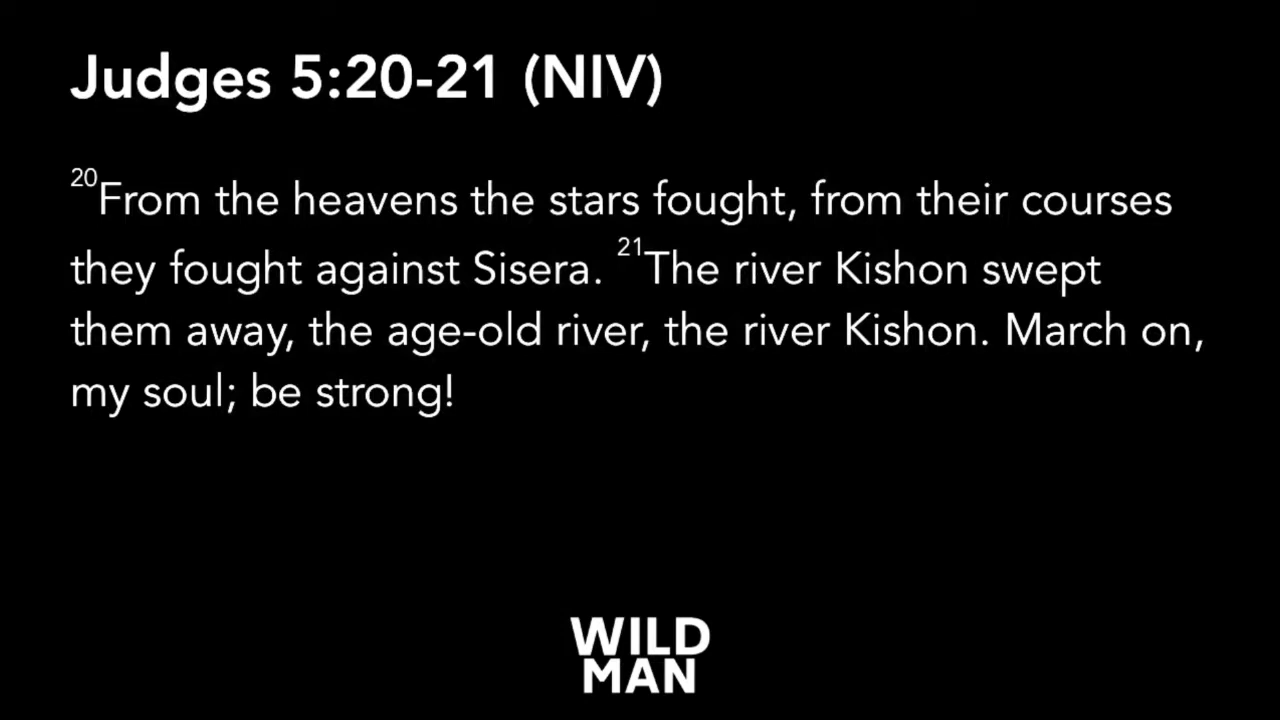 Judges 5:20-21 (NIV)
20From the heavens the stars fought, from their courses
they fought against Sisera. 21The river Kishon swept
them away, the age-old river, the river Kishon. March on,
my soul; be strong!
WILD
MAN